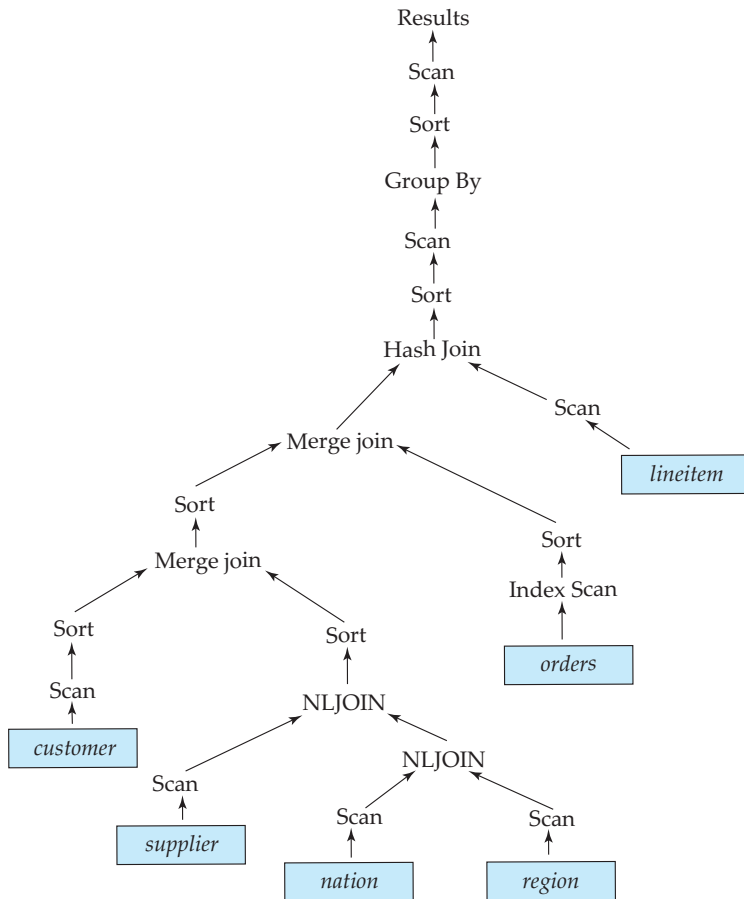 Results
Scan
Sort
Group By
Scan
Sort
Hash Join
Scan
Merge join
lineitem
Sort
Sort
Merge join
Index Scan
Sort
Sort
orders
Scan
NLJOIN
customer
NLJOIN
Scan
Scan
Scan
supplier
nation
region